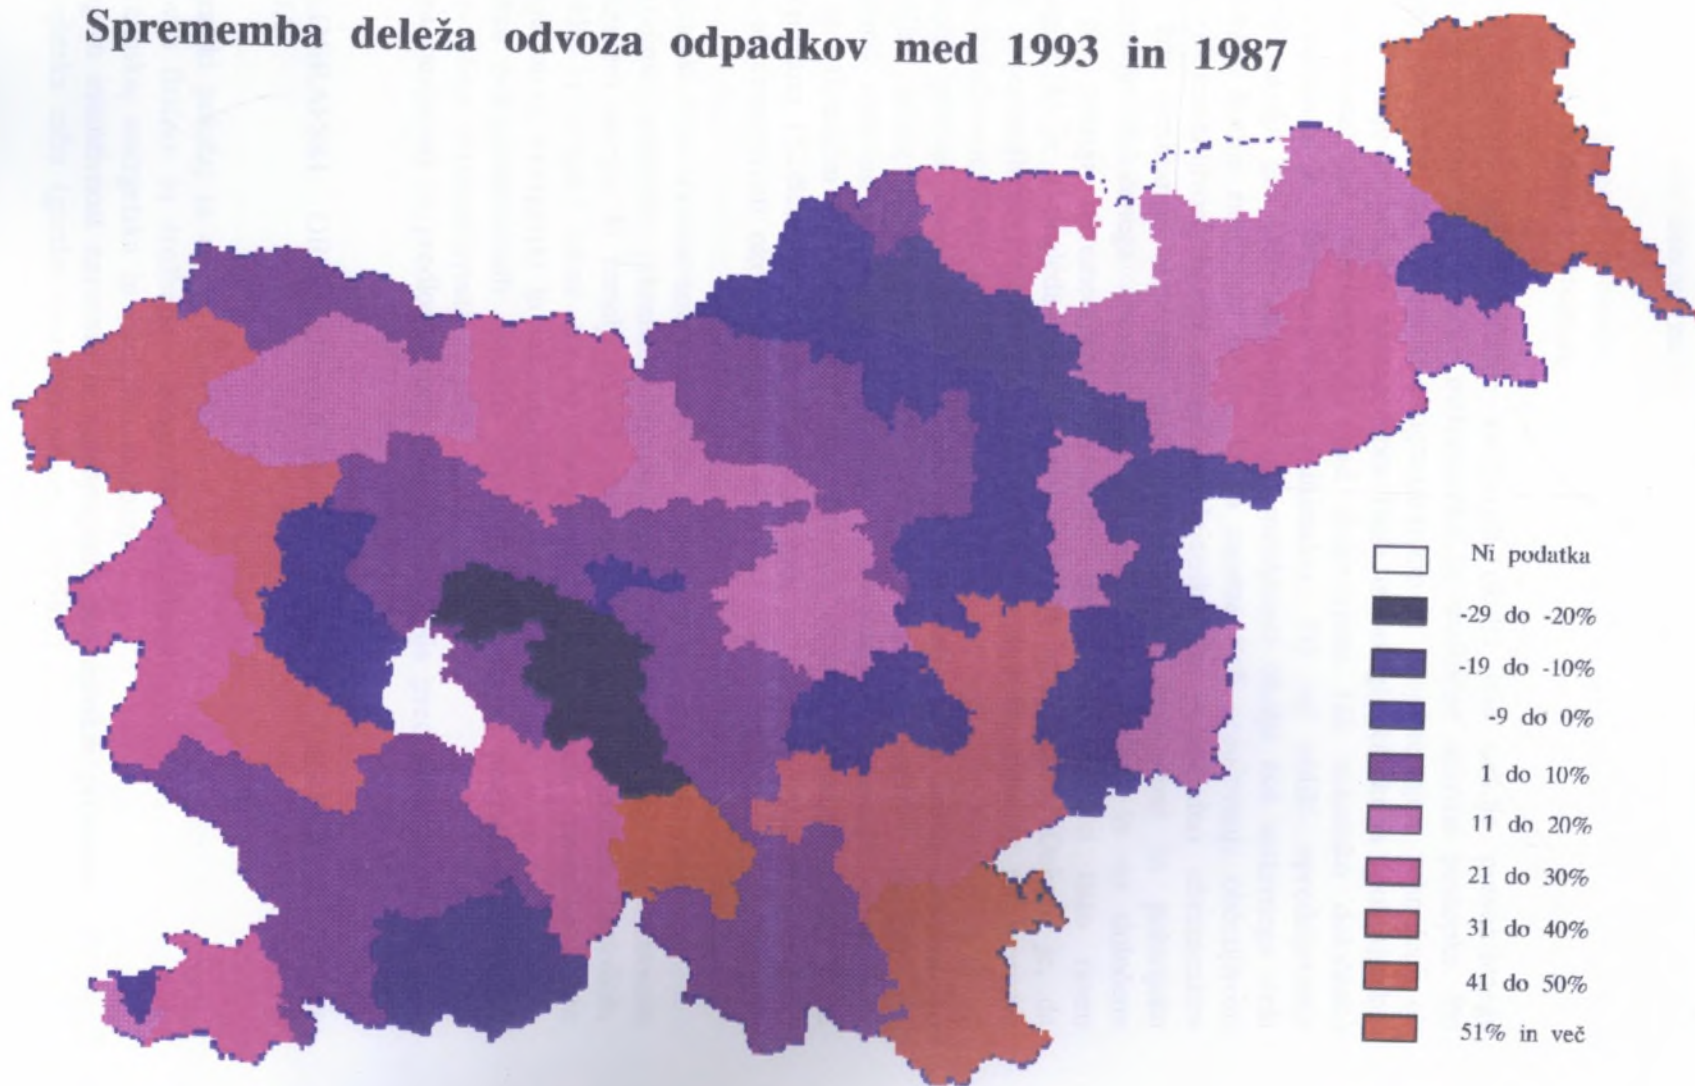 Sprememba deleža odvoza odpadkov med 1993 in 1987
Ni podatka
-29 do -20%
-19 do -10%
-9 do 0%
1 do 10%
11 do 20%
21 do 30%
31 do 40%
41 do 50%
51% in več